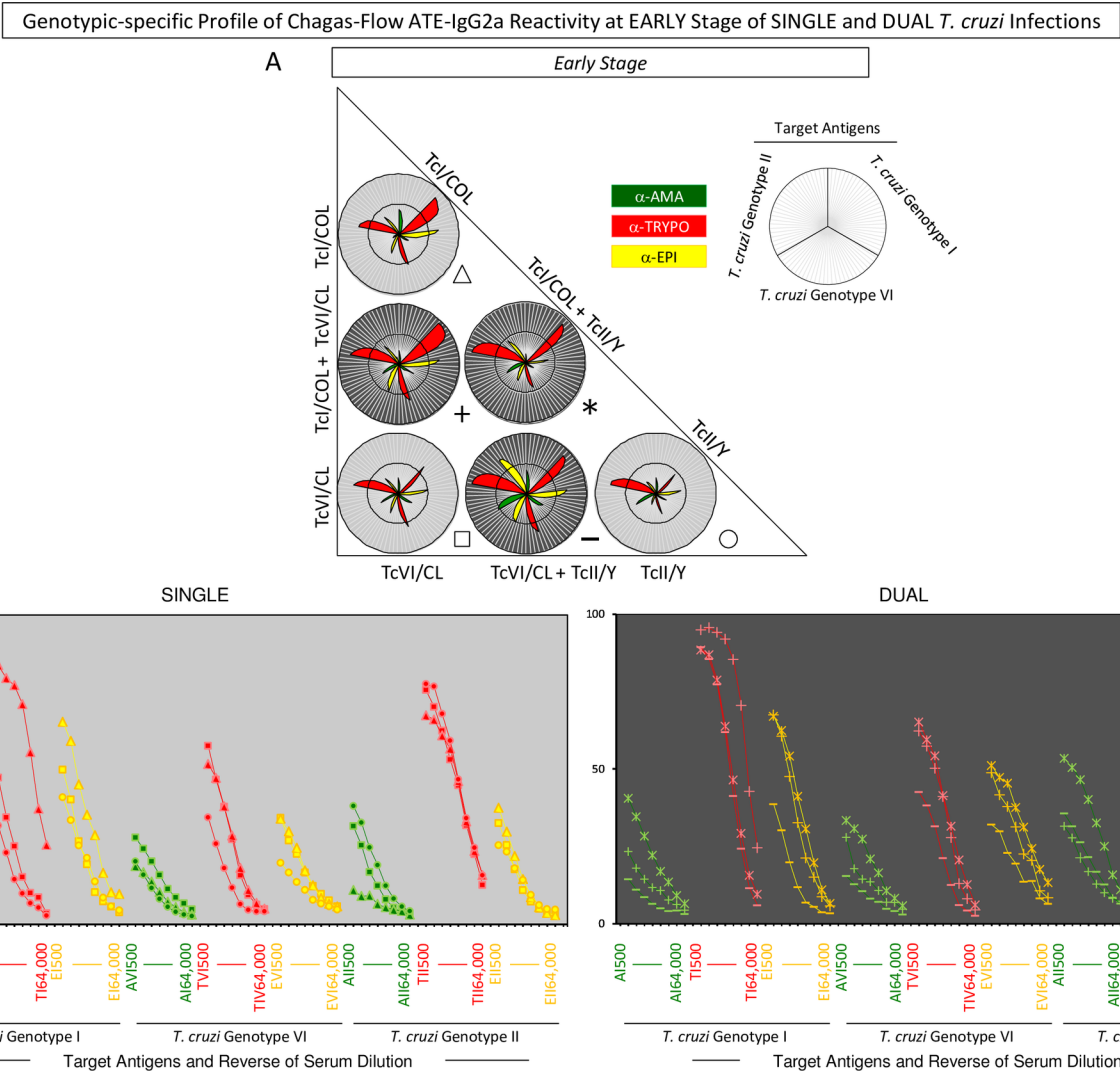 Genotypic-specific Profile of Chagas-Flow ATE-IgG2a Reactivity at EARLY Stage of SINGLE and DUAL T. cruzi Infections
A
Early Stage
Target Antigens
T. cruzi Genotype II
T. cruzi Genotype I
T. cruzi Genotype VI
α-AMA
α-TRYPO
α-EPI
TcI/COL
TcI/COL + TcII/Y
TcII/Y
TcI/COL
TcI/COL + TcVI/CL
TcVI/CL
△
+
*
□
−
○
TcVI/CL
TcVI/CL + TcII/Y
TcII/Y
SINGLE
DUAL
100
50
0
TI64,000
EI500
EI64,000
AVI500
AI64,000
TVI500
TIV64,000
EVI500
EVI64,000
AII500
AII64,000
TII500
TII64,000
EII500
EII64,000
i Genotype I
T. cruzi Genotype VI
T. cruzi Genotype II
Target Antigens and Reverse of Serum Dilution
AI500
AI64,000
TI500
TI64,000
EI500
EI64,000
AVI500
AI64,000
TVI500
TIV64,000
EVI500
EVI64,000
AII500
AII64,000
T. cruzi Genotype I
T. cruzi Genotype VI
T. c
Target Antigens and Reverse of Serum Dilution